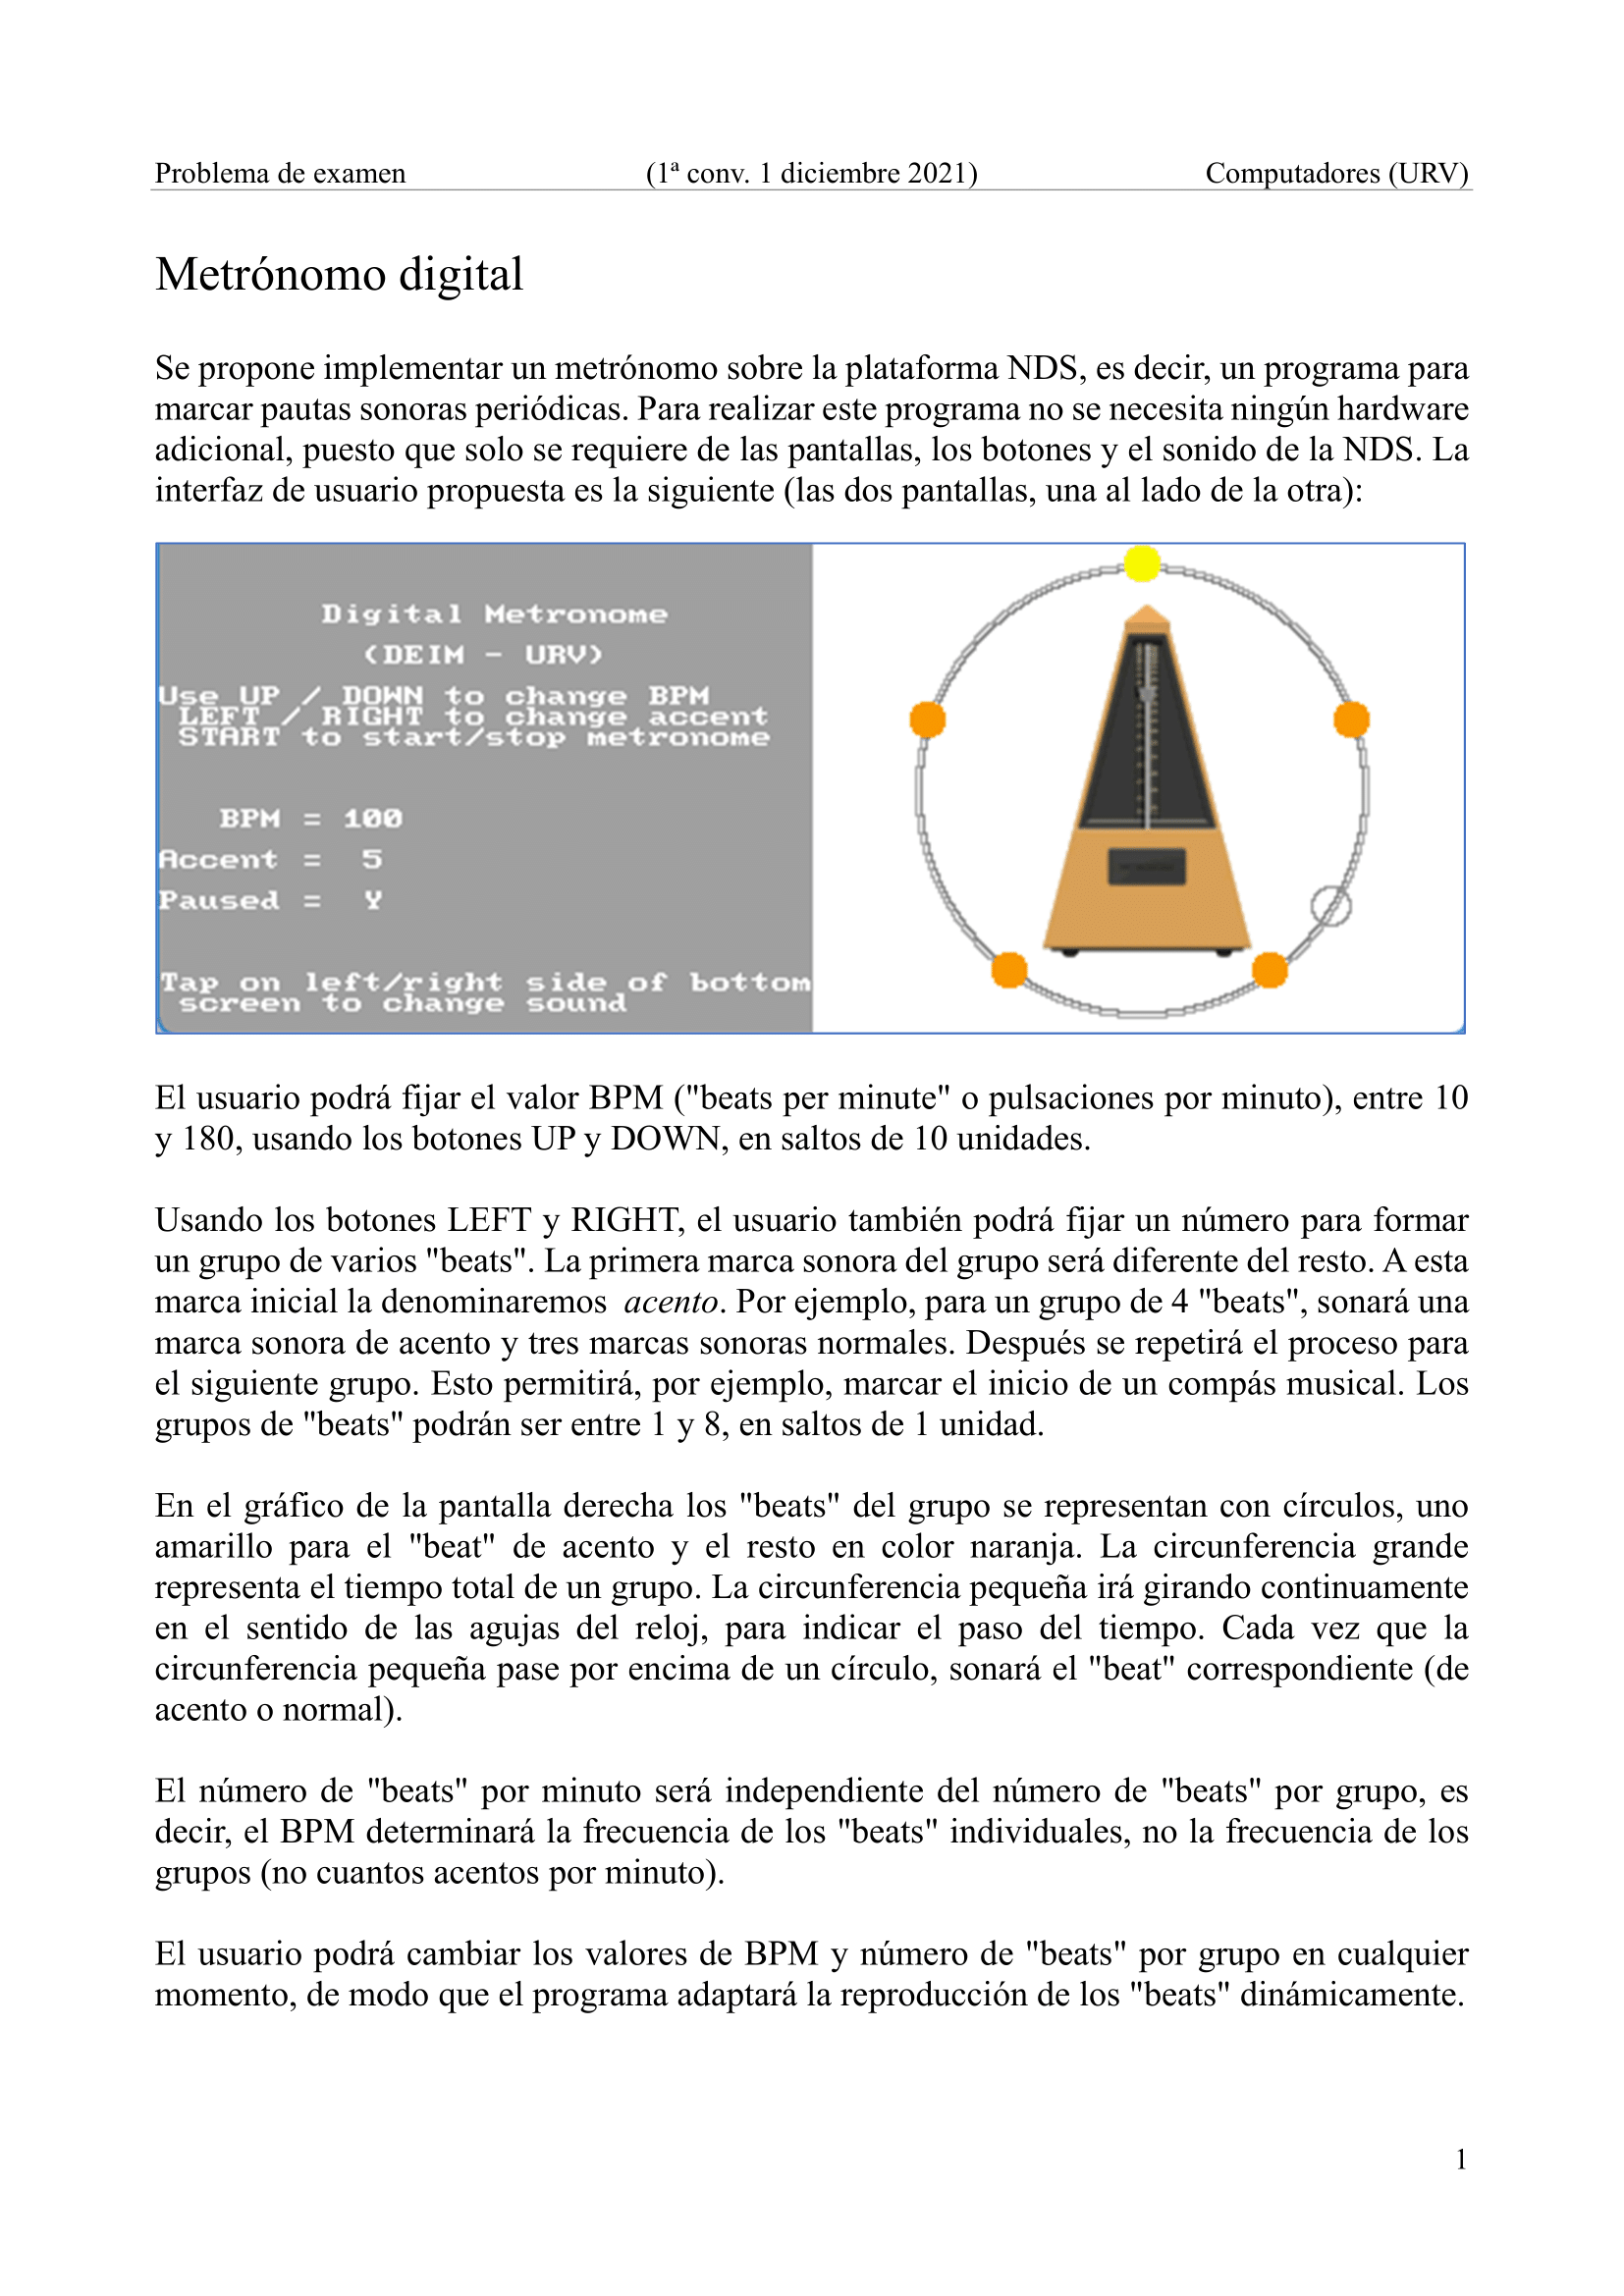 Problema de examen (1ª conv. 1 diciembre 2021) Computadores (URV)
Metrónomo digital
Se propone implementar un metrónomo sobre la plataforma NDS, es decir, un programa para
marcar pautas sonoras periódicas. Para realizar este programa no se necesita ningún hardware
adicional, puesto que solo se requiere de las pantallas, los botones y el sonido de la NDS. La
interfaz de usuario propuesta es la siguiente (las dos pantallas, una al lado de la otra):
Digital Metronome
(DEIM - URV)
Use UP / DOWN to change BPM
LEFT / RIGHT to change accent
START to start/stop metronome
BPM = 100
Accent = 5
Paused = Y
Tap on left/right side of bottom
screen to change sound
El usuario podrá fijar el valor BPM ("beats per minute" o pulsaciones por minuto), entre 10
y 180, usando los botones UP y DOWN, en saltos de 10 unidades.
Usando los botones LEFT y RIGHT, el usuario también podrá fijar un número para formar
un grupo de varios "beats". La primera marca sonora del grupo será diferente del resto. A esta
marca inicial la denominaremos acento. Por ejemplo, para un grupo de 4 "beats", sonará una
marca sonora de acento y tres marcas sonoras normales. Después se repetirá el proceso para
el siguiente grupo. Esto permitirá, por ejemplo, marcar el inicio de un compás musical. Los
grupos de "beats" podrán ser entre 1 y 8, en saltos de 1 unidad.
En el gráfico de la pantalla derecha los "beats" del grupo se representan con círculos, uno
amarillo para el "beat" de acento y el resto en color naranja. La circunferencia grande
representa el tiempo total de un grupo. La circunferencia pequeña irá girando continuamente
en el sentido de las agujas del reloj, para indicar el paso del tiempo. Cada vez que la
circunferencia pequeña pase por encima de un círculo, sonará el "beat" correspondiente (de
acento o normal).
El número de "beats" por minuto será independiente del número de "beats" por grupo, es
decir, el BPM determinará la frecuencia de los "beats" individuales, no la frecuencia de los
grupos (no cuantos acentos por minuto).
El usuario podrá cambiar los valores de BPM y número de "beats" por grupo en cualquier
momento, de modo que el programa adaptará la reproducción de los "beats" dinámicamente.
1